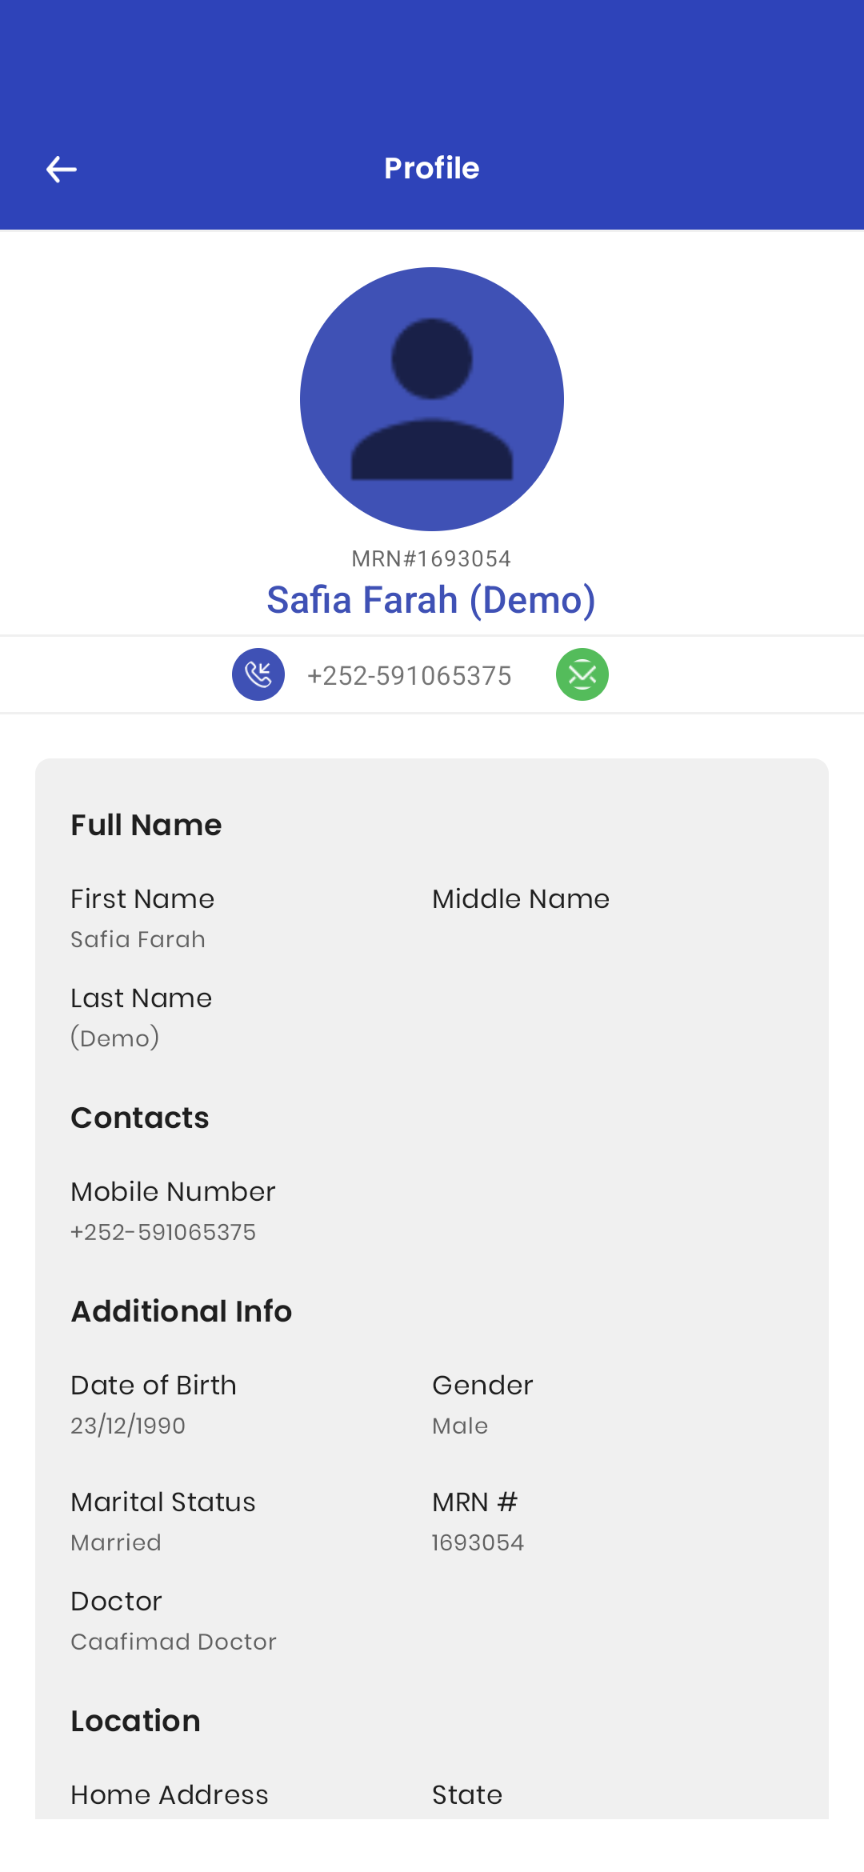 Profile
MRN#1693054
Safia Farah (Demo)
+252-591065375
Full Name
First Name Middle Name
Safia Farah
Last Name
(Demo)
Contacts
Mobile Number
+252-591065375
Additional Info
Date of Birth Gender
23/12/1990 Male
Marital Status MRN #
Married 1693054
Doctor
Caafimad Doctor
Location
Home Address State